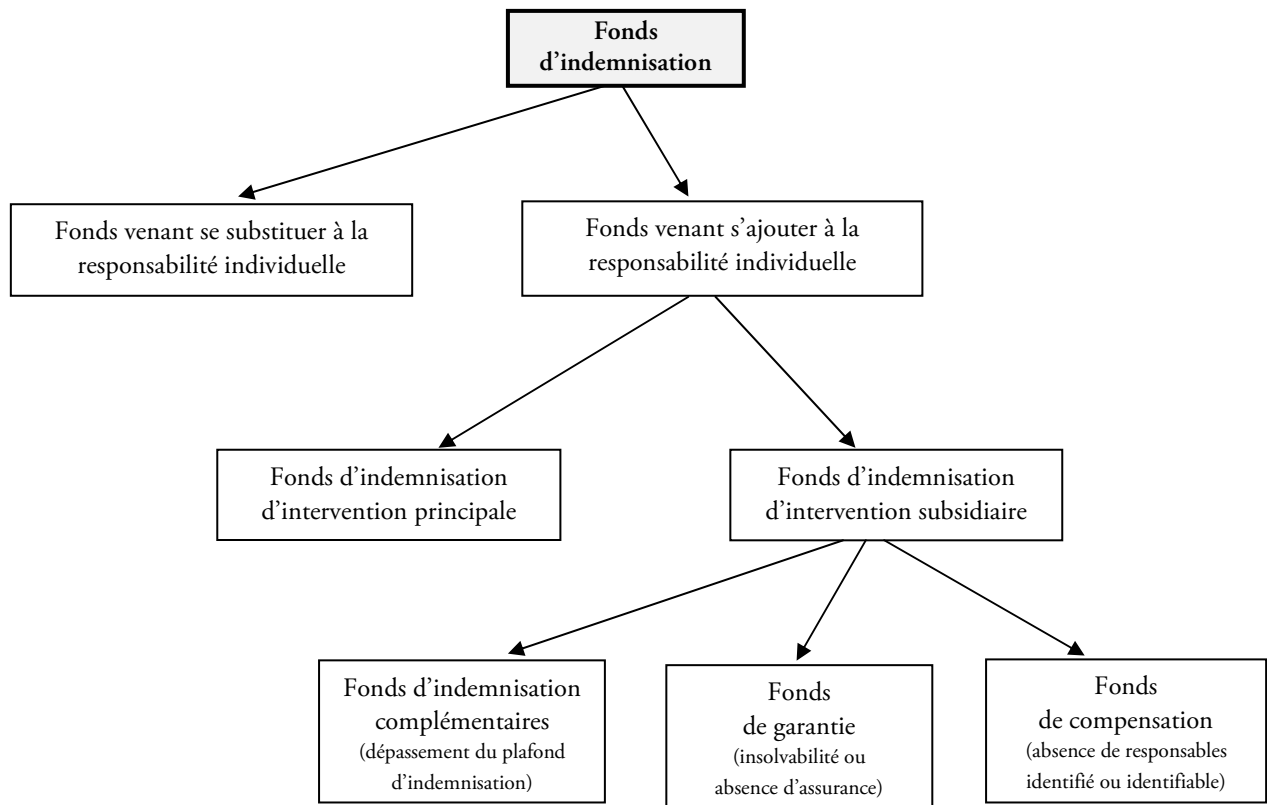 Fonds
d’indemnisation
Fonds venant se substituer à la
responsabilité individuelle
Fonds venant s’ajouter à la
responsabilité individuelle
Fonds d’indemnisation
d’intervention principale
Fonds d’indemnisation
d’intervention subsidiaire
Fonds d’indemnisation
complémentaires
(dépassement du plafond
d’indemnisation)
Fonds
de garantie
(insolvabilité ou
absence d’assurance)
Fonds
de compensation
(absence de responsables
identifié ou identifiable)